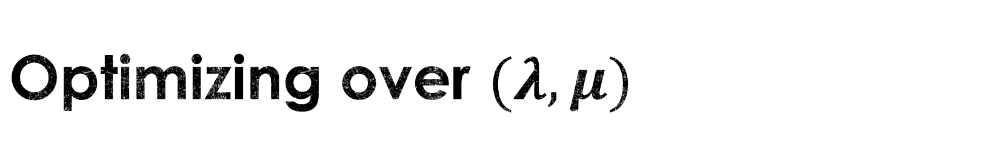 Optimizing over (λ, μ)